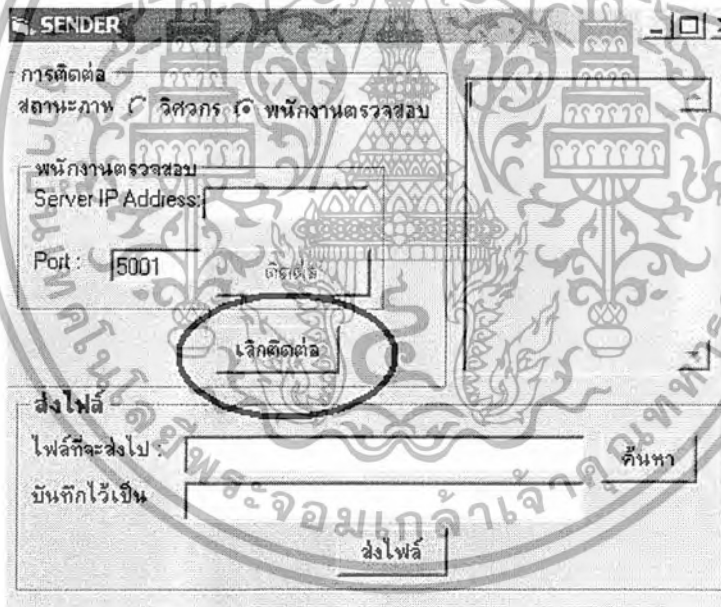 SENDER
การติดต่อ
สถานะภาพ วิศวกร พนักงานตรวจสอบ
พนักงานตรวจสอบ
Server IP Address:
Port : 5001
ติดต่อ
เลิกติดต่อ
ส่งไฟล์
ไฟล์ที่จะส่งไป :
ค้นหา
บันทึกไว้เป็น
ส่งไฟล์